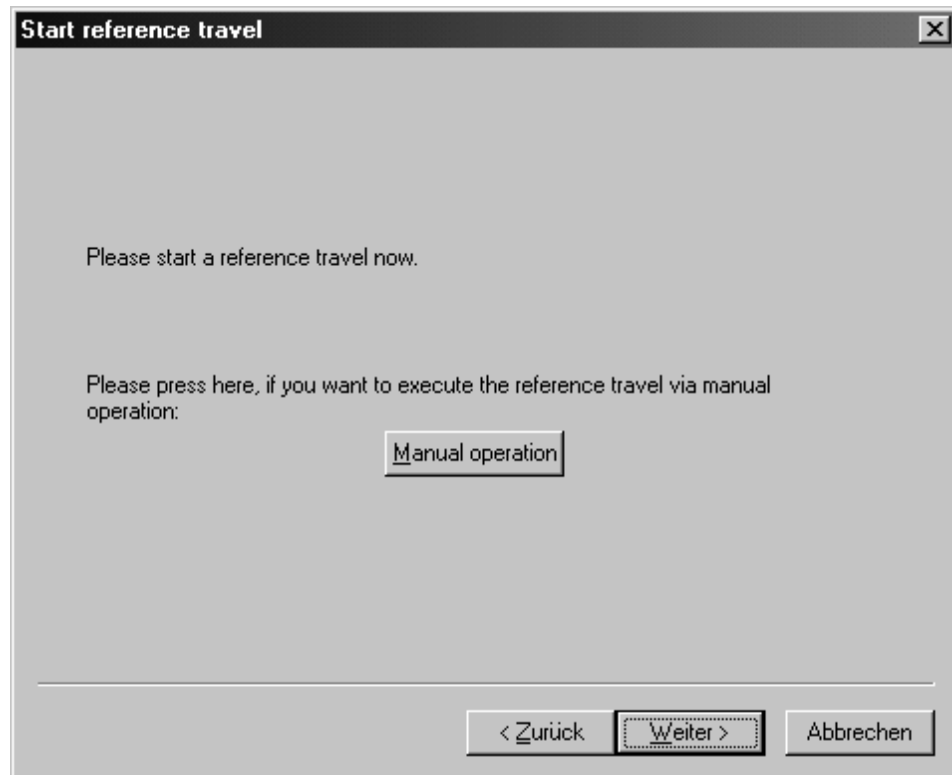 Start reference travel
Please start a reference travel now.
Please press here, if you want to execute the reference travel via manual
operation:
Manual operation
< Zurück
Weiter >
Abbrechen